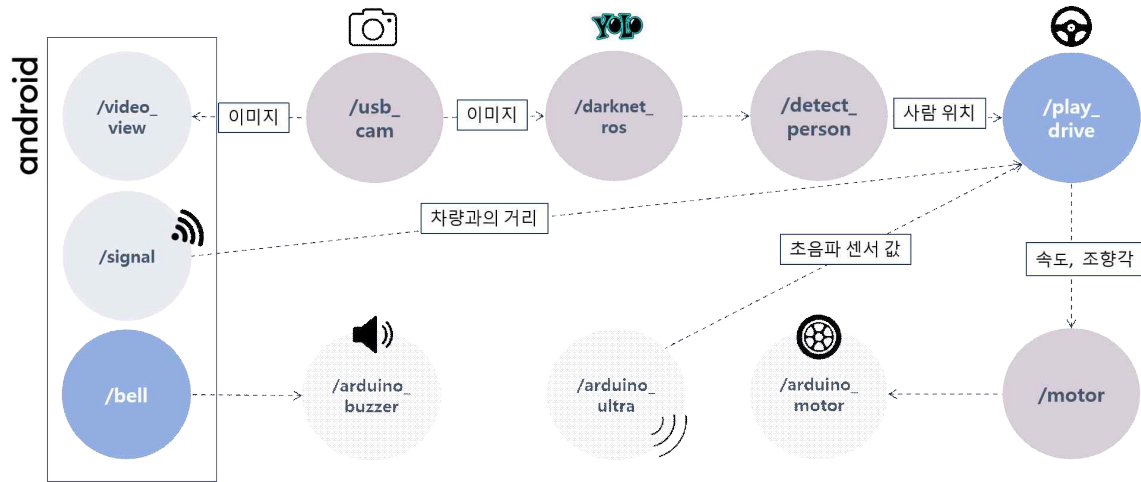 android
YOLO
/video_
view
이미지
/usb_
cam
이미지
/darknet_
ros
/detect_
person
사람 위치
/play_
drive
/signal
차량과의 거리
초음파 센서 값
속도, 조향각
/bell
/arduino_
buzzer
/arduino_
ultra
/arduino_
motor
/motor